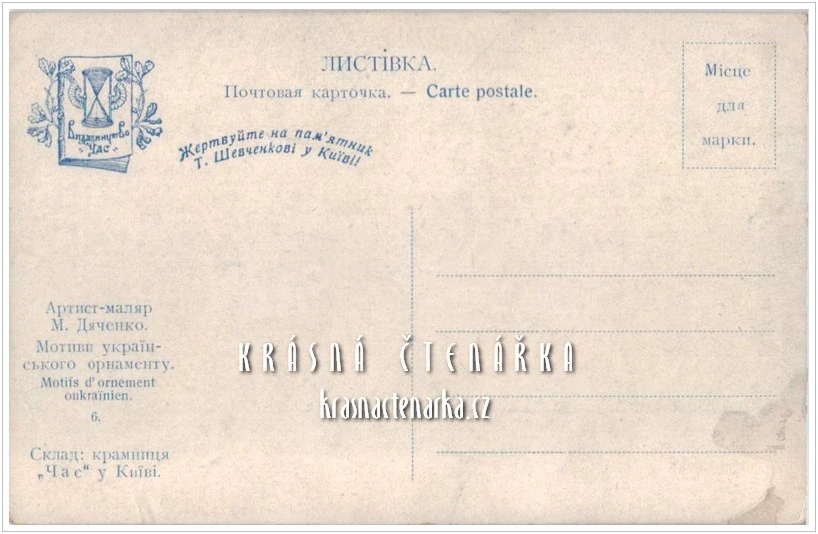 ЛИСТІВКА.
Почтовая карточка. — Carte postale.
Видавництво
„Час“
Жертвуйте на пам'ятник
Т. Шевченкові у Київі!
Місце
для
марки.
Артист-маляр
М. Дяченко.
Мотиви україн-
ського орнаменту.
Motifs d'ornement
oukraïnien.
6.
Склад: крамниця
„Час“ у Київі.
KRÁSNÁ ČTENÁŘKA
krasnactenarka.cz